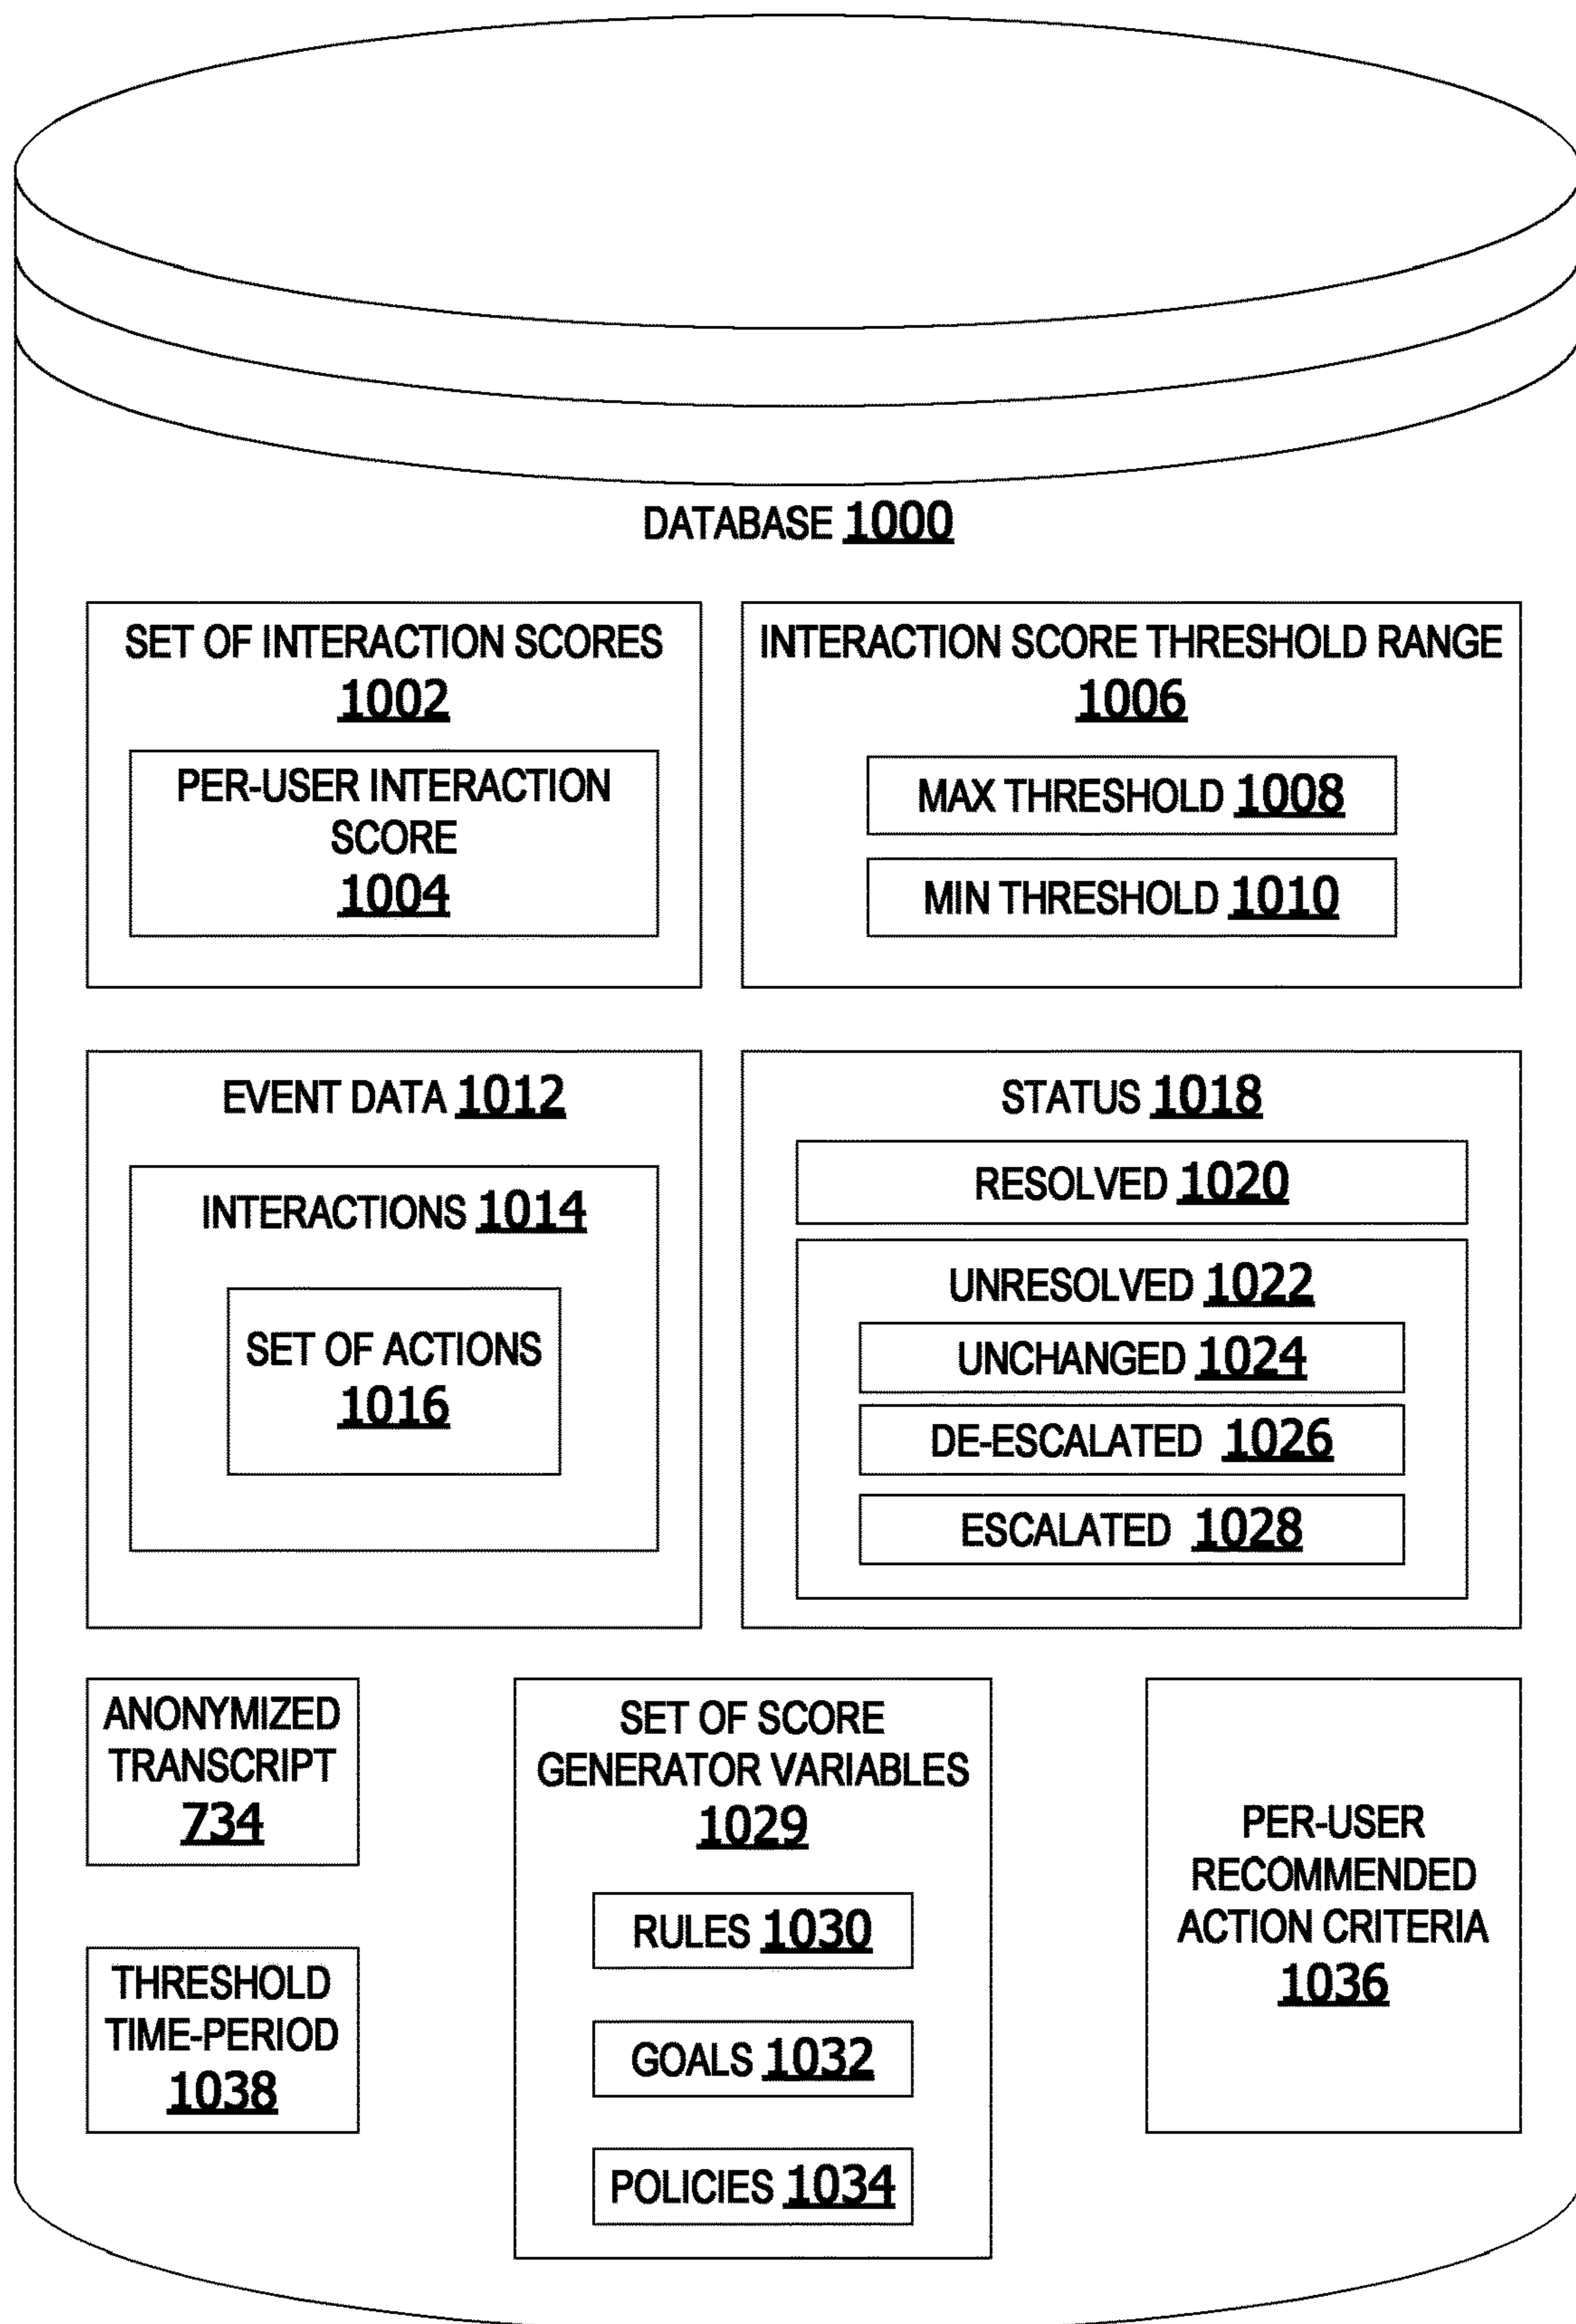 DATABASE 1000
SET OF INTERACTION SCORES
1002
PER-USER INTERACTION
SCORE
1004
INTERACTION SCORE THRESHOLD RANGE
1006
MAX THRESHOLD 1008
MIN THRESHOLD 1010
EVENT DATA 1012
INTERACTIONS 1014
SET OF ACTIONS
1016
STATUS 1018
RESOLVED 1020
UNRESOLVED 1022
UNCHANGED 1024
DE-ESCALATED 1026
ESCALATED 1028
ANONYMIZED
TRANSCRIPT
734
THRESHOLD
TIME-PERIOD
1038
SET OF SCORE
GENERATOR VARIABLES
1029
RULES 1030
GOALS 1032
POLICIES 1034
PER-USER
RECOMMENDED
ACTION CRITERIA
1036